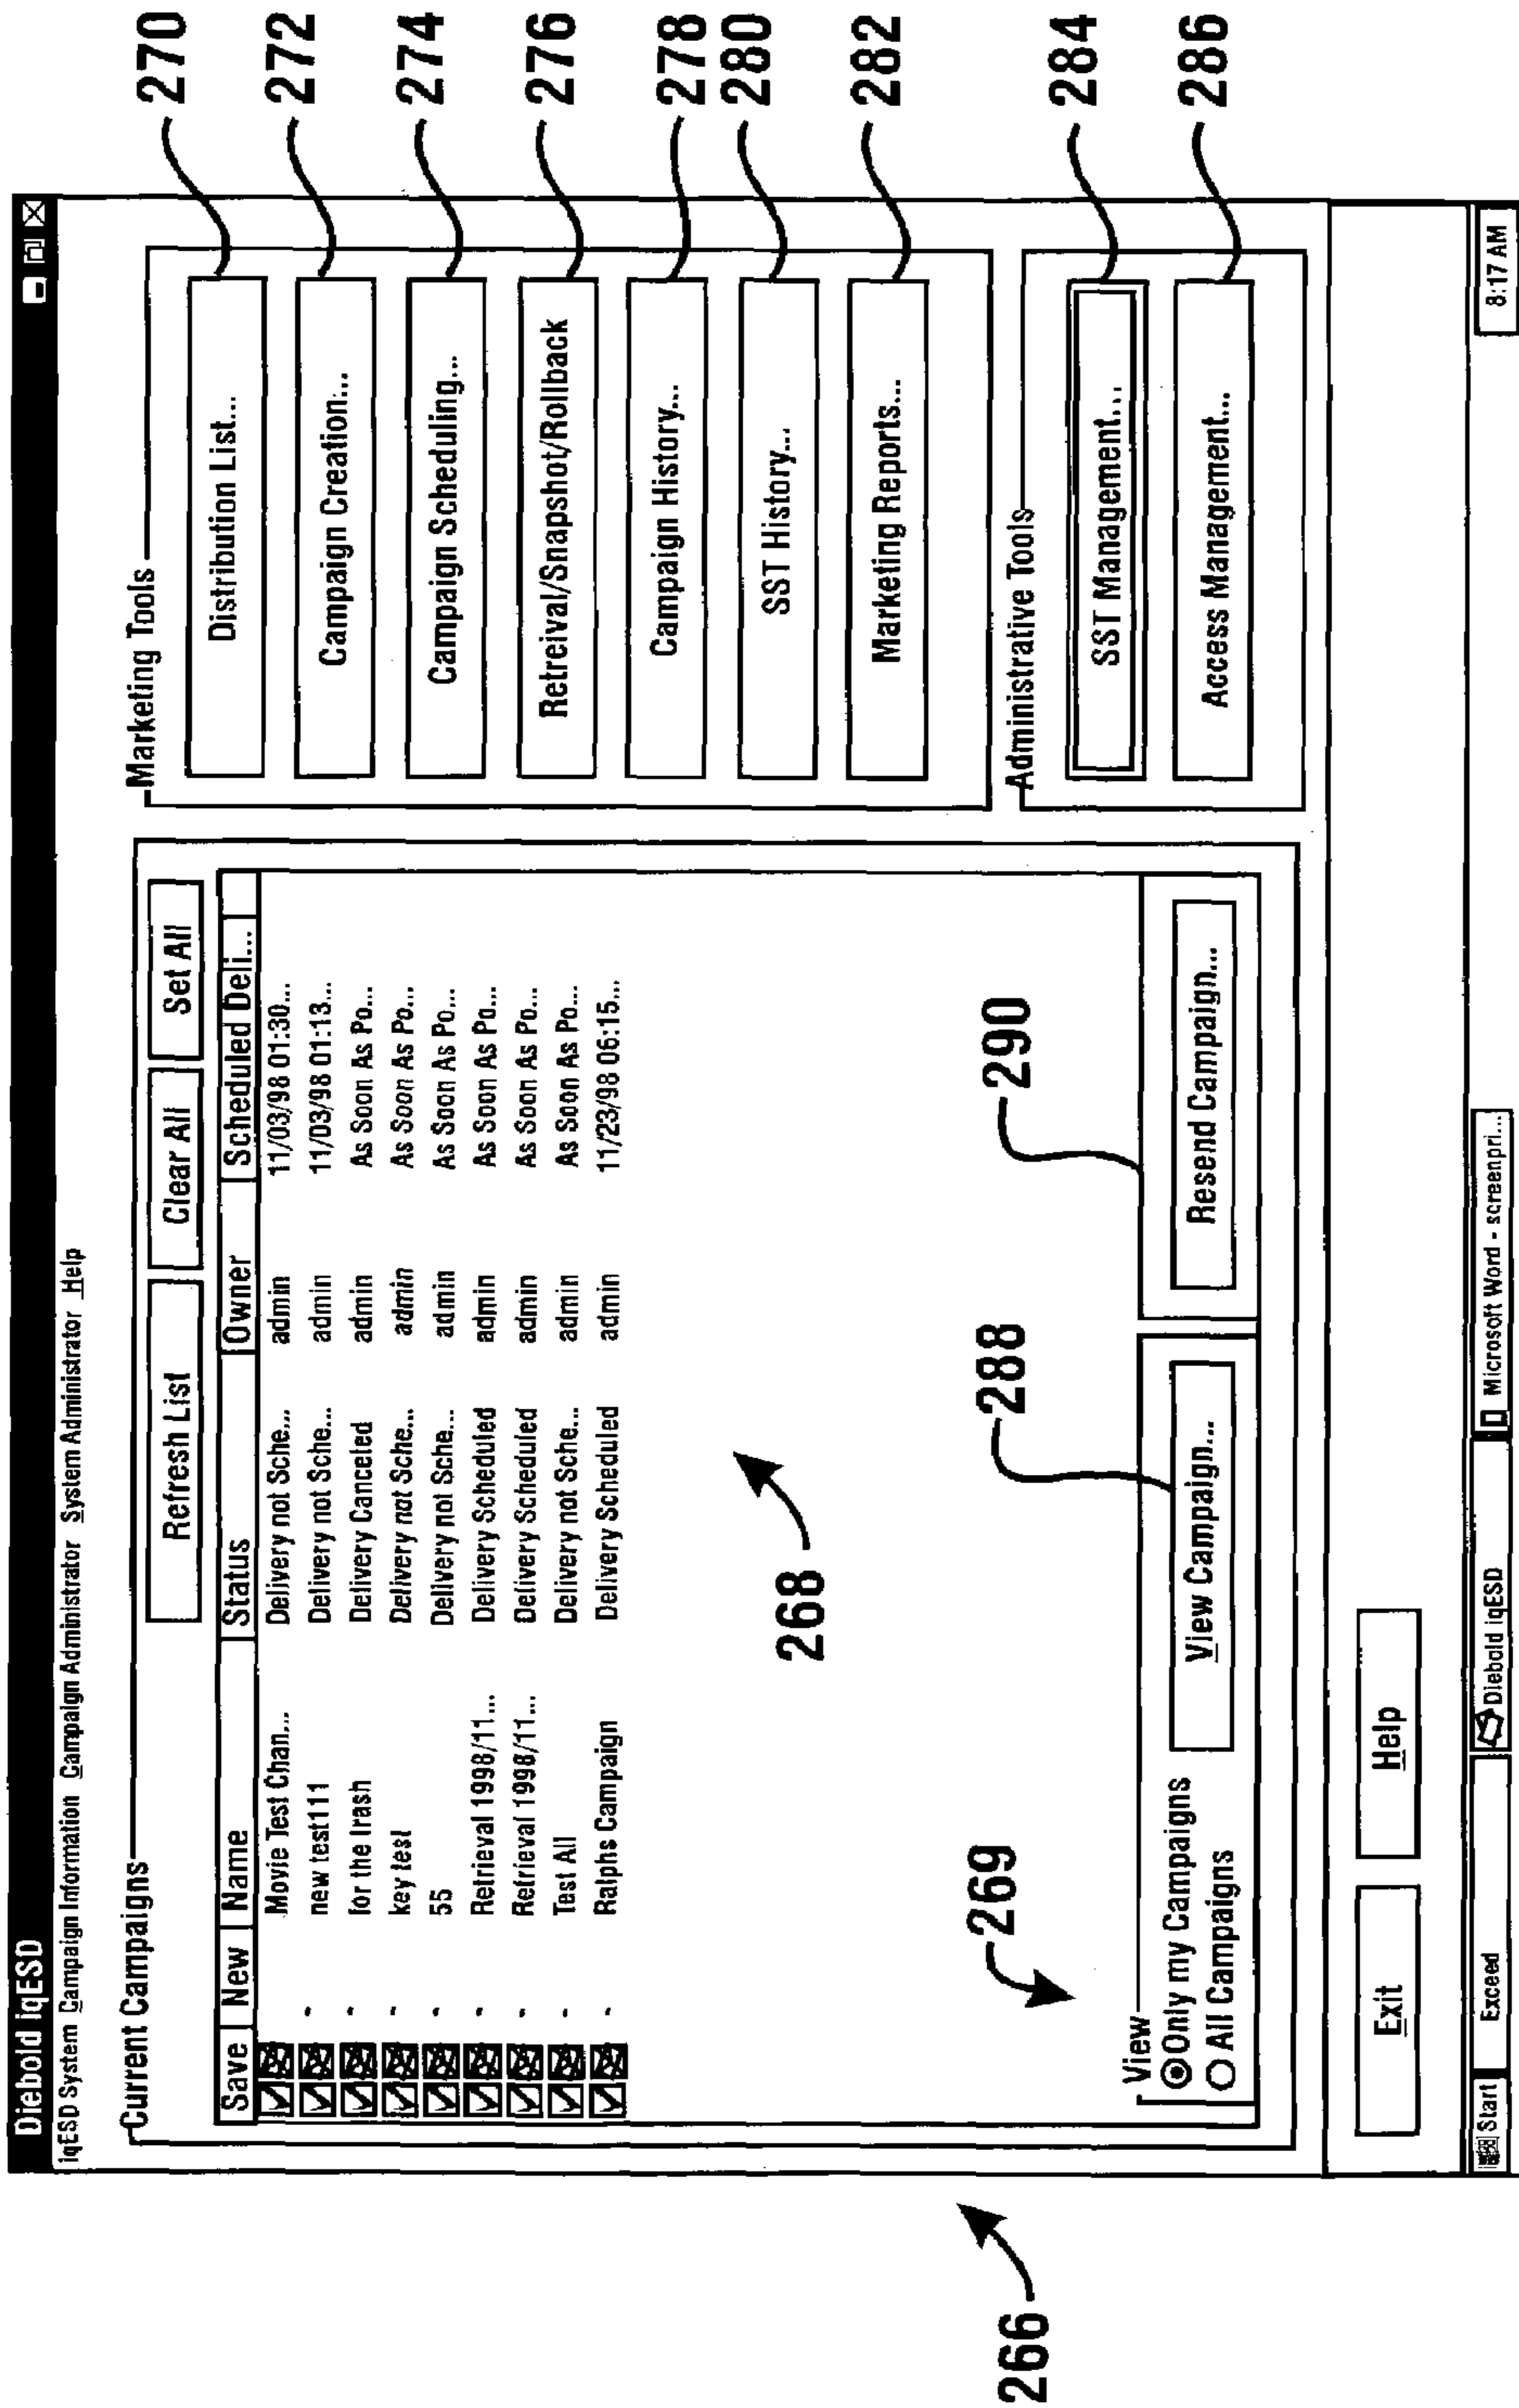 Diebold iqESD
iqESD System Campaign Information Campaign Administrator System Administrator Help
Current Campaigns
Refresh List Clear All Set All
Save New Name Status Owner Scheduled Deli...
Movie Test Chan... Delivery not Sche... admin 11/03/98 01:30...
- new test111 Delivery not Sche... admin 11/03/98 01:13...
- for the trash Delivery Canceled admin As Soon As Po...
- key test Delivery not Sche... admin As Soon As Po...
- 55 Delivery not Sche... admin As Soon As Po...
- Retrieval 1998/11... Delivery Scheduled admin As Soon As Po...
- Retrieval 1998/11... Delivery Scheduled admin As Soon As Po...
- Test All Delivery not Sche... admin As Soon As Po...
- Ralphs Campaign Delivery Scheduled admin 11/23/98 06:15...
268
269
288
290
View
Only my Campaigns
All Campaigns
View Campaign...
Resend Campaign...
Marketing Tools
Distribution List...
270
Campaign Creation...
272
Campaign Scheduling...
274
Retreival/Snapshot/Rollback
276
Campaign History...
278
SST History...
280
Marketing Reports...
282
Administrative Tools
SST Management...
284
Access Management...
286
266
Exit Help
Start Exceed Diebold iqESD Microsoft Word - screenpri... 8:17 AM